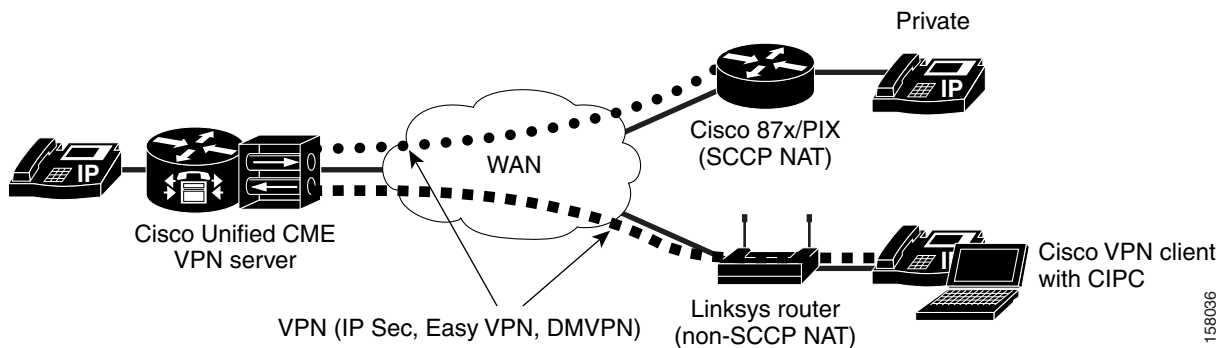 Private
IP
Cisco 87x/PIX
(SCCP NAT)
WAN
IP
Cisco Unified CME
VPN server
IP
Cisco VPN client
with CIPC
Linksys router
(non-SCCP NAT)
VPN (IP Sec, Easy VPN, DMVPN)
158036